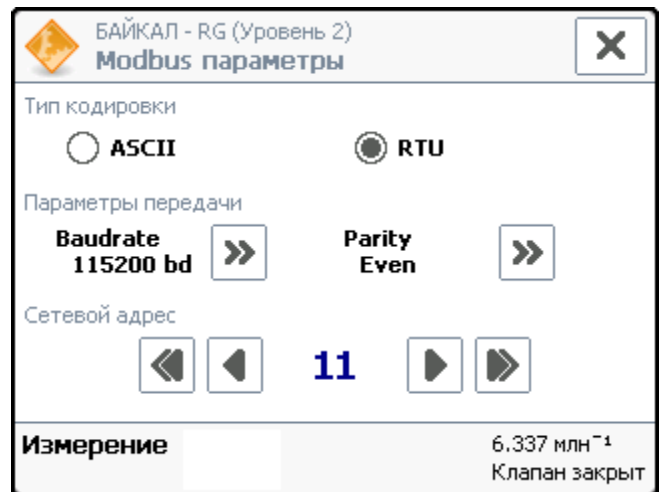 БАЙКАЛ - RG (Уровень 2)
Modbus параметры
Тип кодировки
ASCII RTU
Параметры передачи
Baudrate Parity
115200 bd Even
Сетевой адрес
11
Измерение 6.337 млн⁻¹
Клапан закрыт